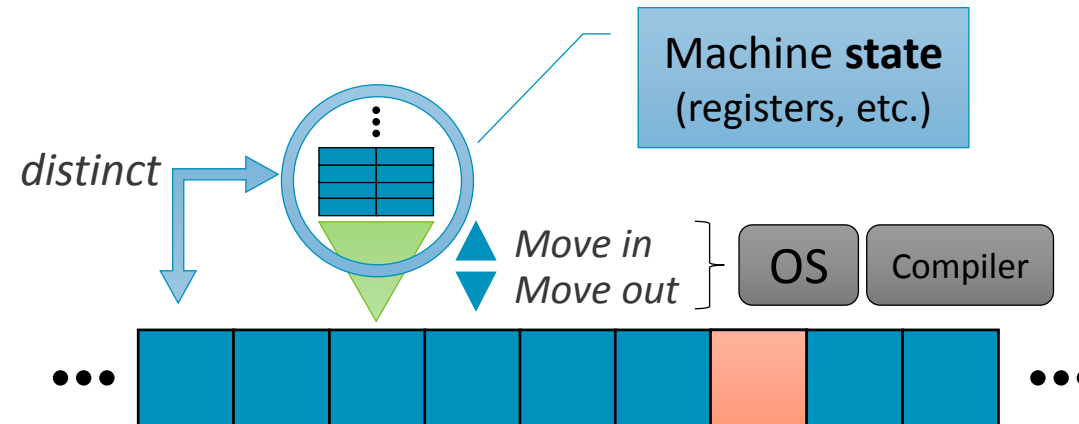 Machine state
(registers, etc.)
distinct
Move in
Move out
OS
Compiler